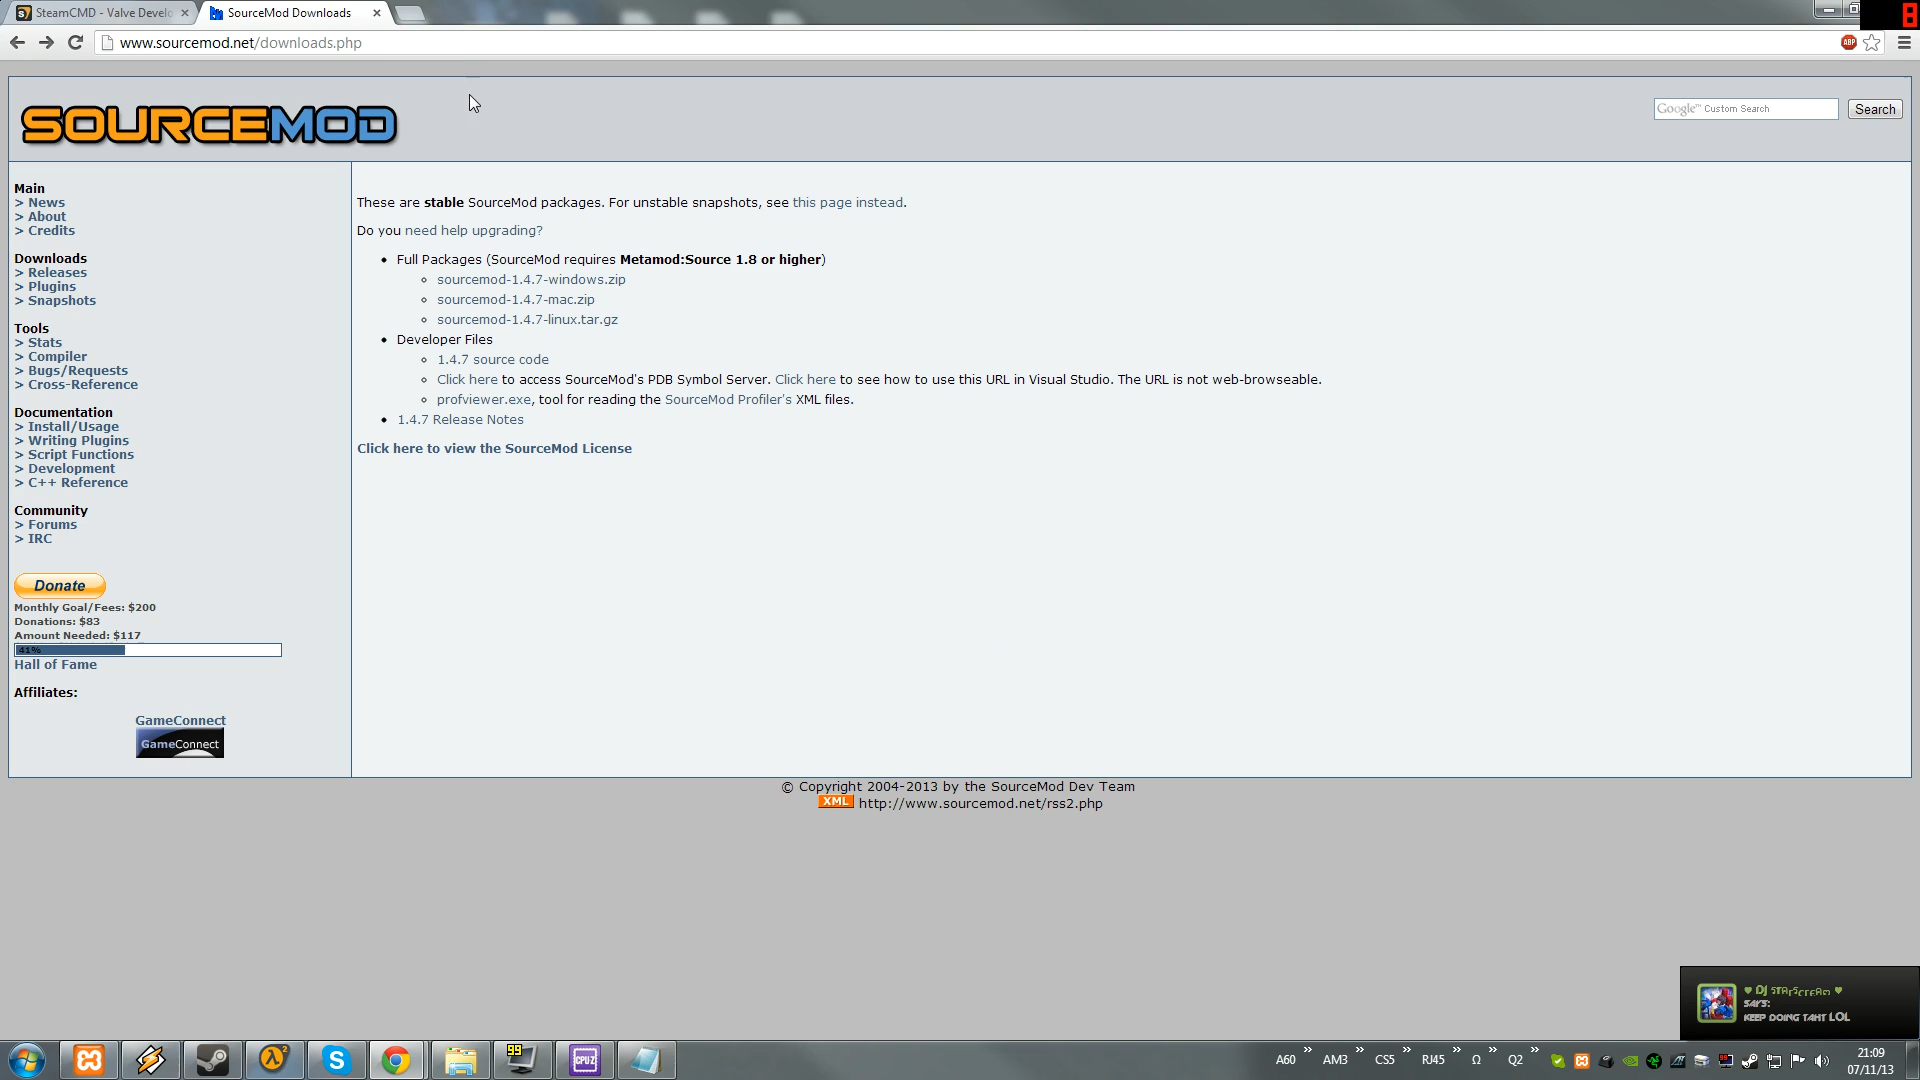 SteamCMD - Valve Develo
SourceMod Downloads
8
www.sourcemod.net/downloads.php
ABP
SOURCEMOD
Google™ Custom Search
Search
Main
> News
> About
> Credits
Downloads
> Releases
> Plugins
> Snapshots
Tools
> Stats
> Compiler
> Bugs/Requests
> Cross-Reference
Documentation
> Install/Usage
> Writing Plugins
> Script Functions
> Development
> C++ Reference
Community
> Forums
> IRC
Donate
Monthly Goal/Fees: $200
Donations: $83
Amount Needed: $117
41%
Hall of Fame
Affiliates:
GameConnect
GameConnect
These are stable SourceMod packages. For unstable snapshots, see this page instead.
Do you need help upgrading?
Full Packages (SourceMod requires Metamod:Source 1.8 or higher)
sourcemod-1.4.7-windows.zip
sourcemod-1.4.7-mac.zip
sourcemod-1.4.7-linux.tar.gz
Developer Files
1.4.7 source code
Click here to access SourceMod's PDB Symbol Server. Click here to see how to use this URL in Visual Studio. The URL is not web-browseable.
profviewer.exe, tool for reading the SourceMod Profiler's XML files.
1.4.7 Release Notes
Click here to view the SourceMod License
© Copyright 2004-2013 by the SourceMod Dev Team
XML http://www.sourcemod.net/rss2.php
♥ DJ STARSCREAM ♥
SAYS:
KEEP DOING TAHT LOL
99
CPU-Z
A60 » AM3 » CS5 » RJ45 » Ω » Q2 »
21:09
07/11/13